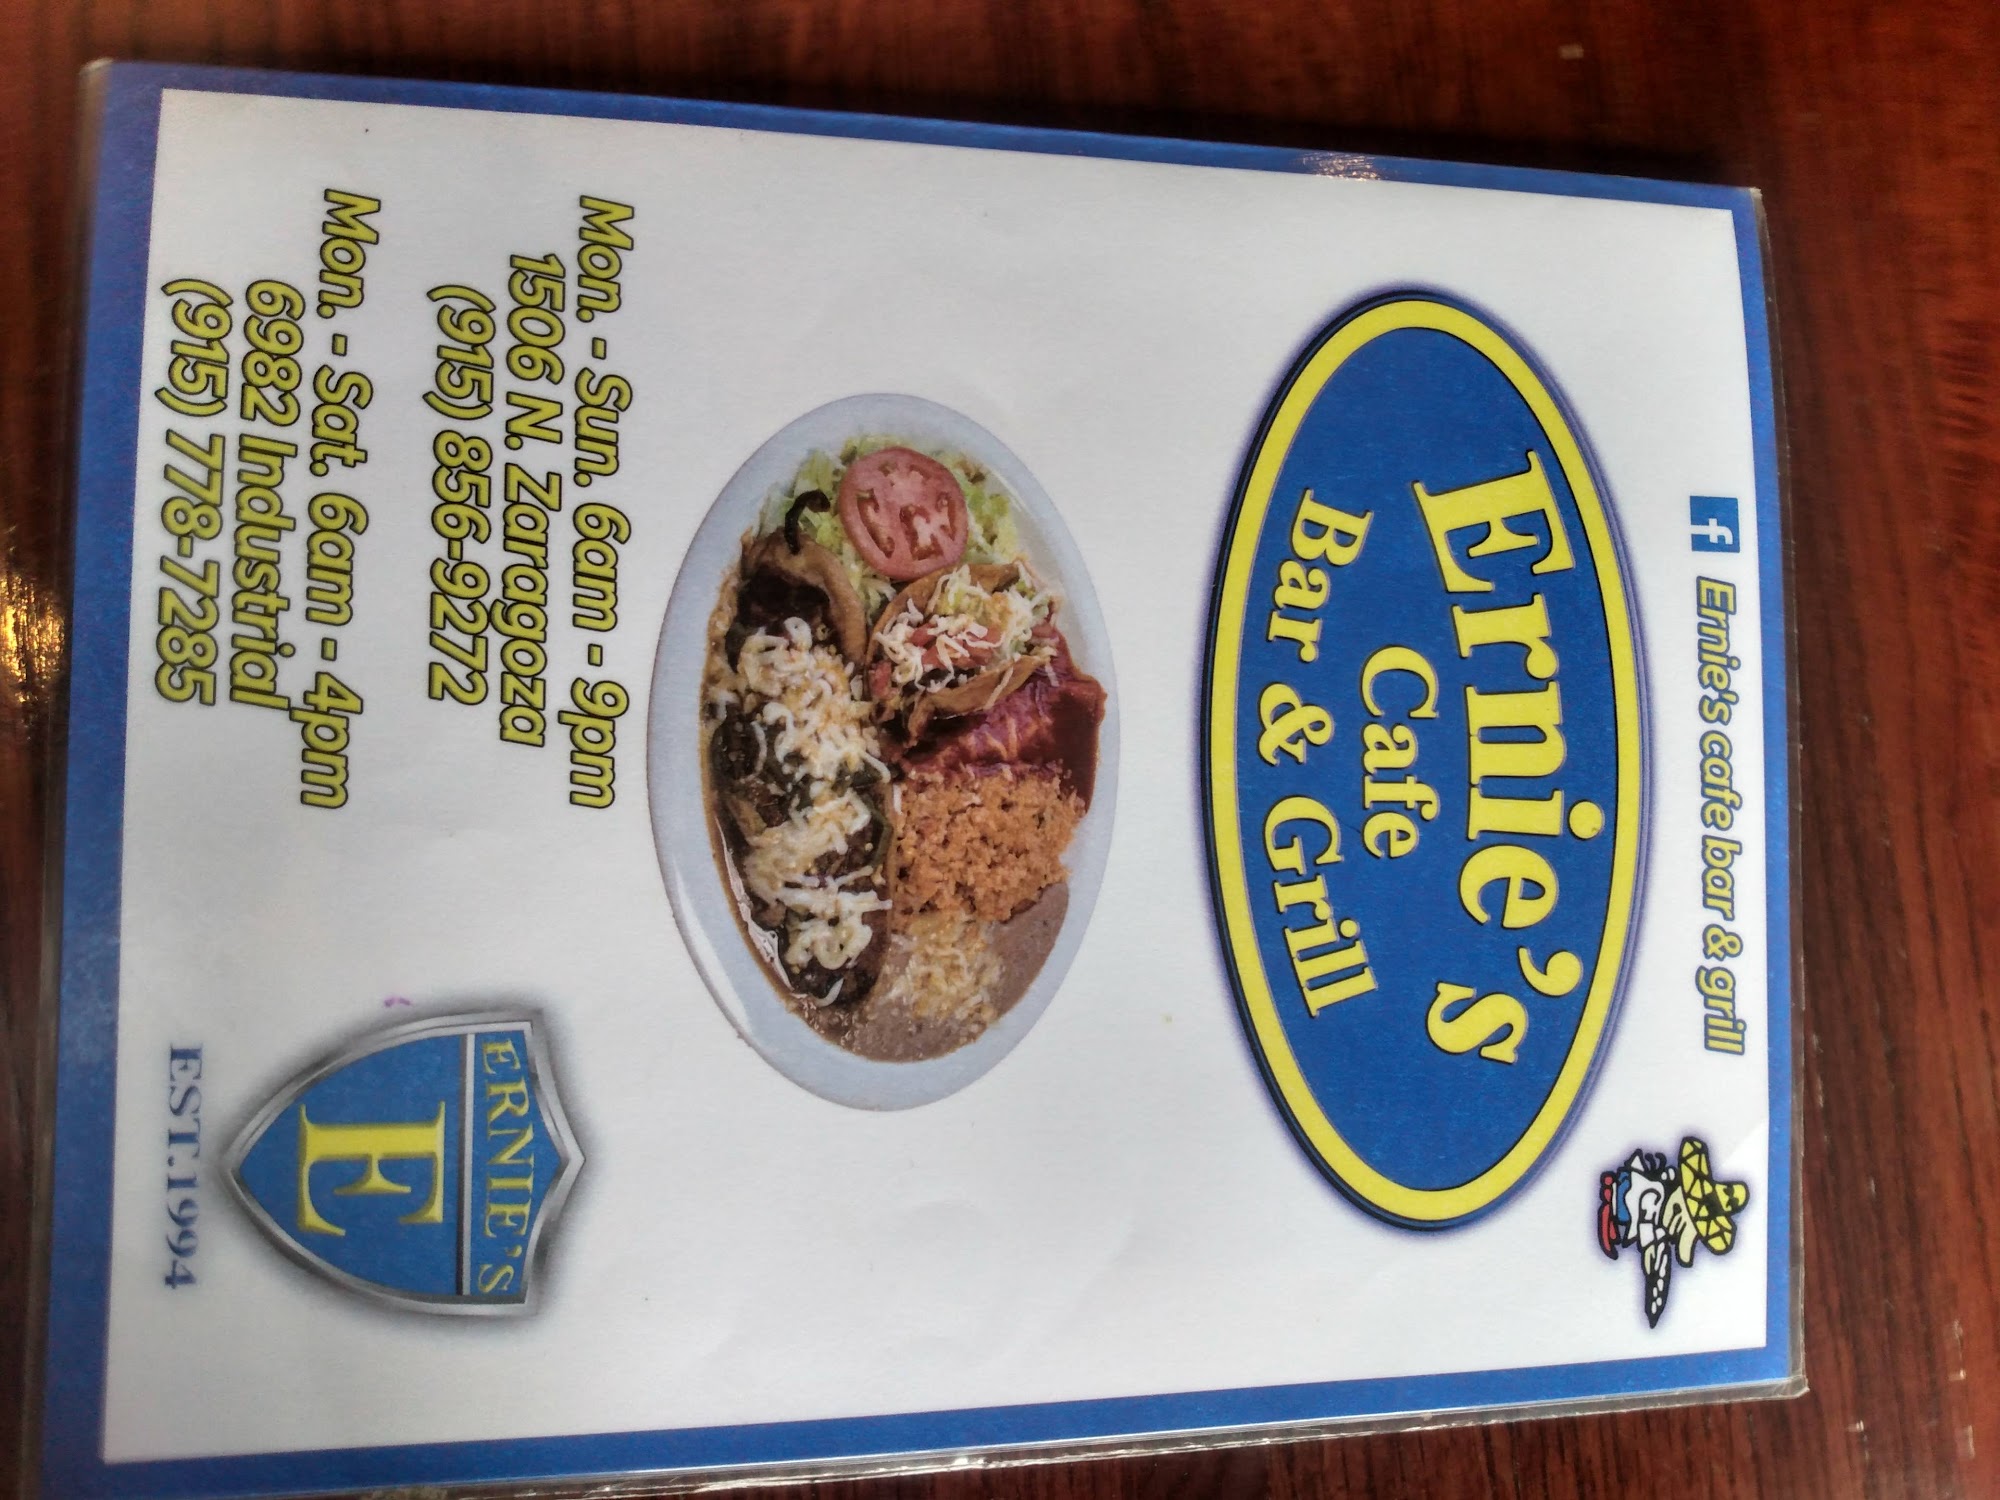 f Ernie's cafe bar & grill
Ernie's
Cafe
Bar & Grill
Mon. - Sun. 6am - 9pm
1506 N. Zaragoza
(915) 856-9272
Mon. - Sat. 6am - 4pm
6982 Industrial
(915) 778-7285
ERNIE'S
E
EST.1994